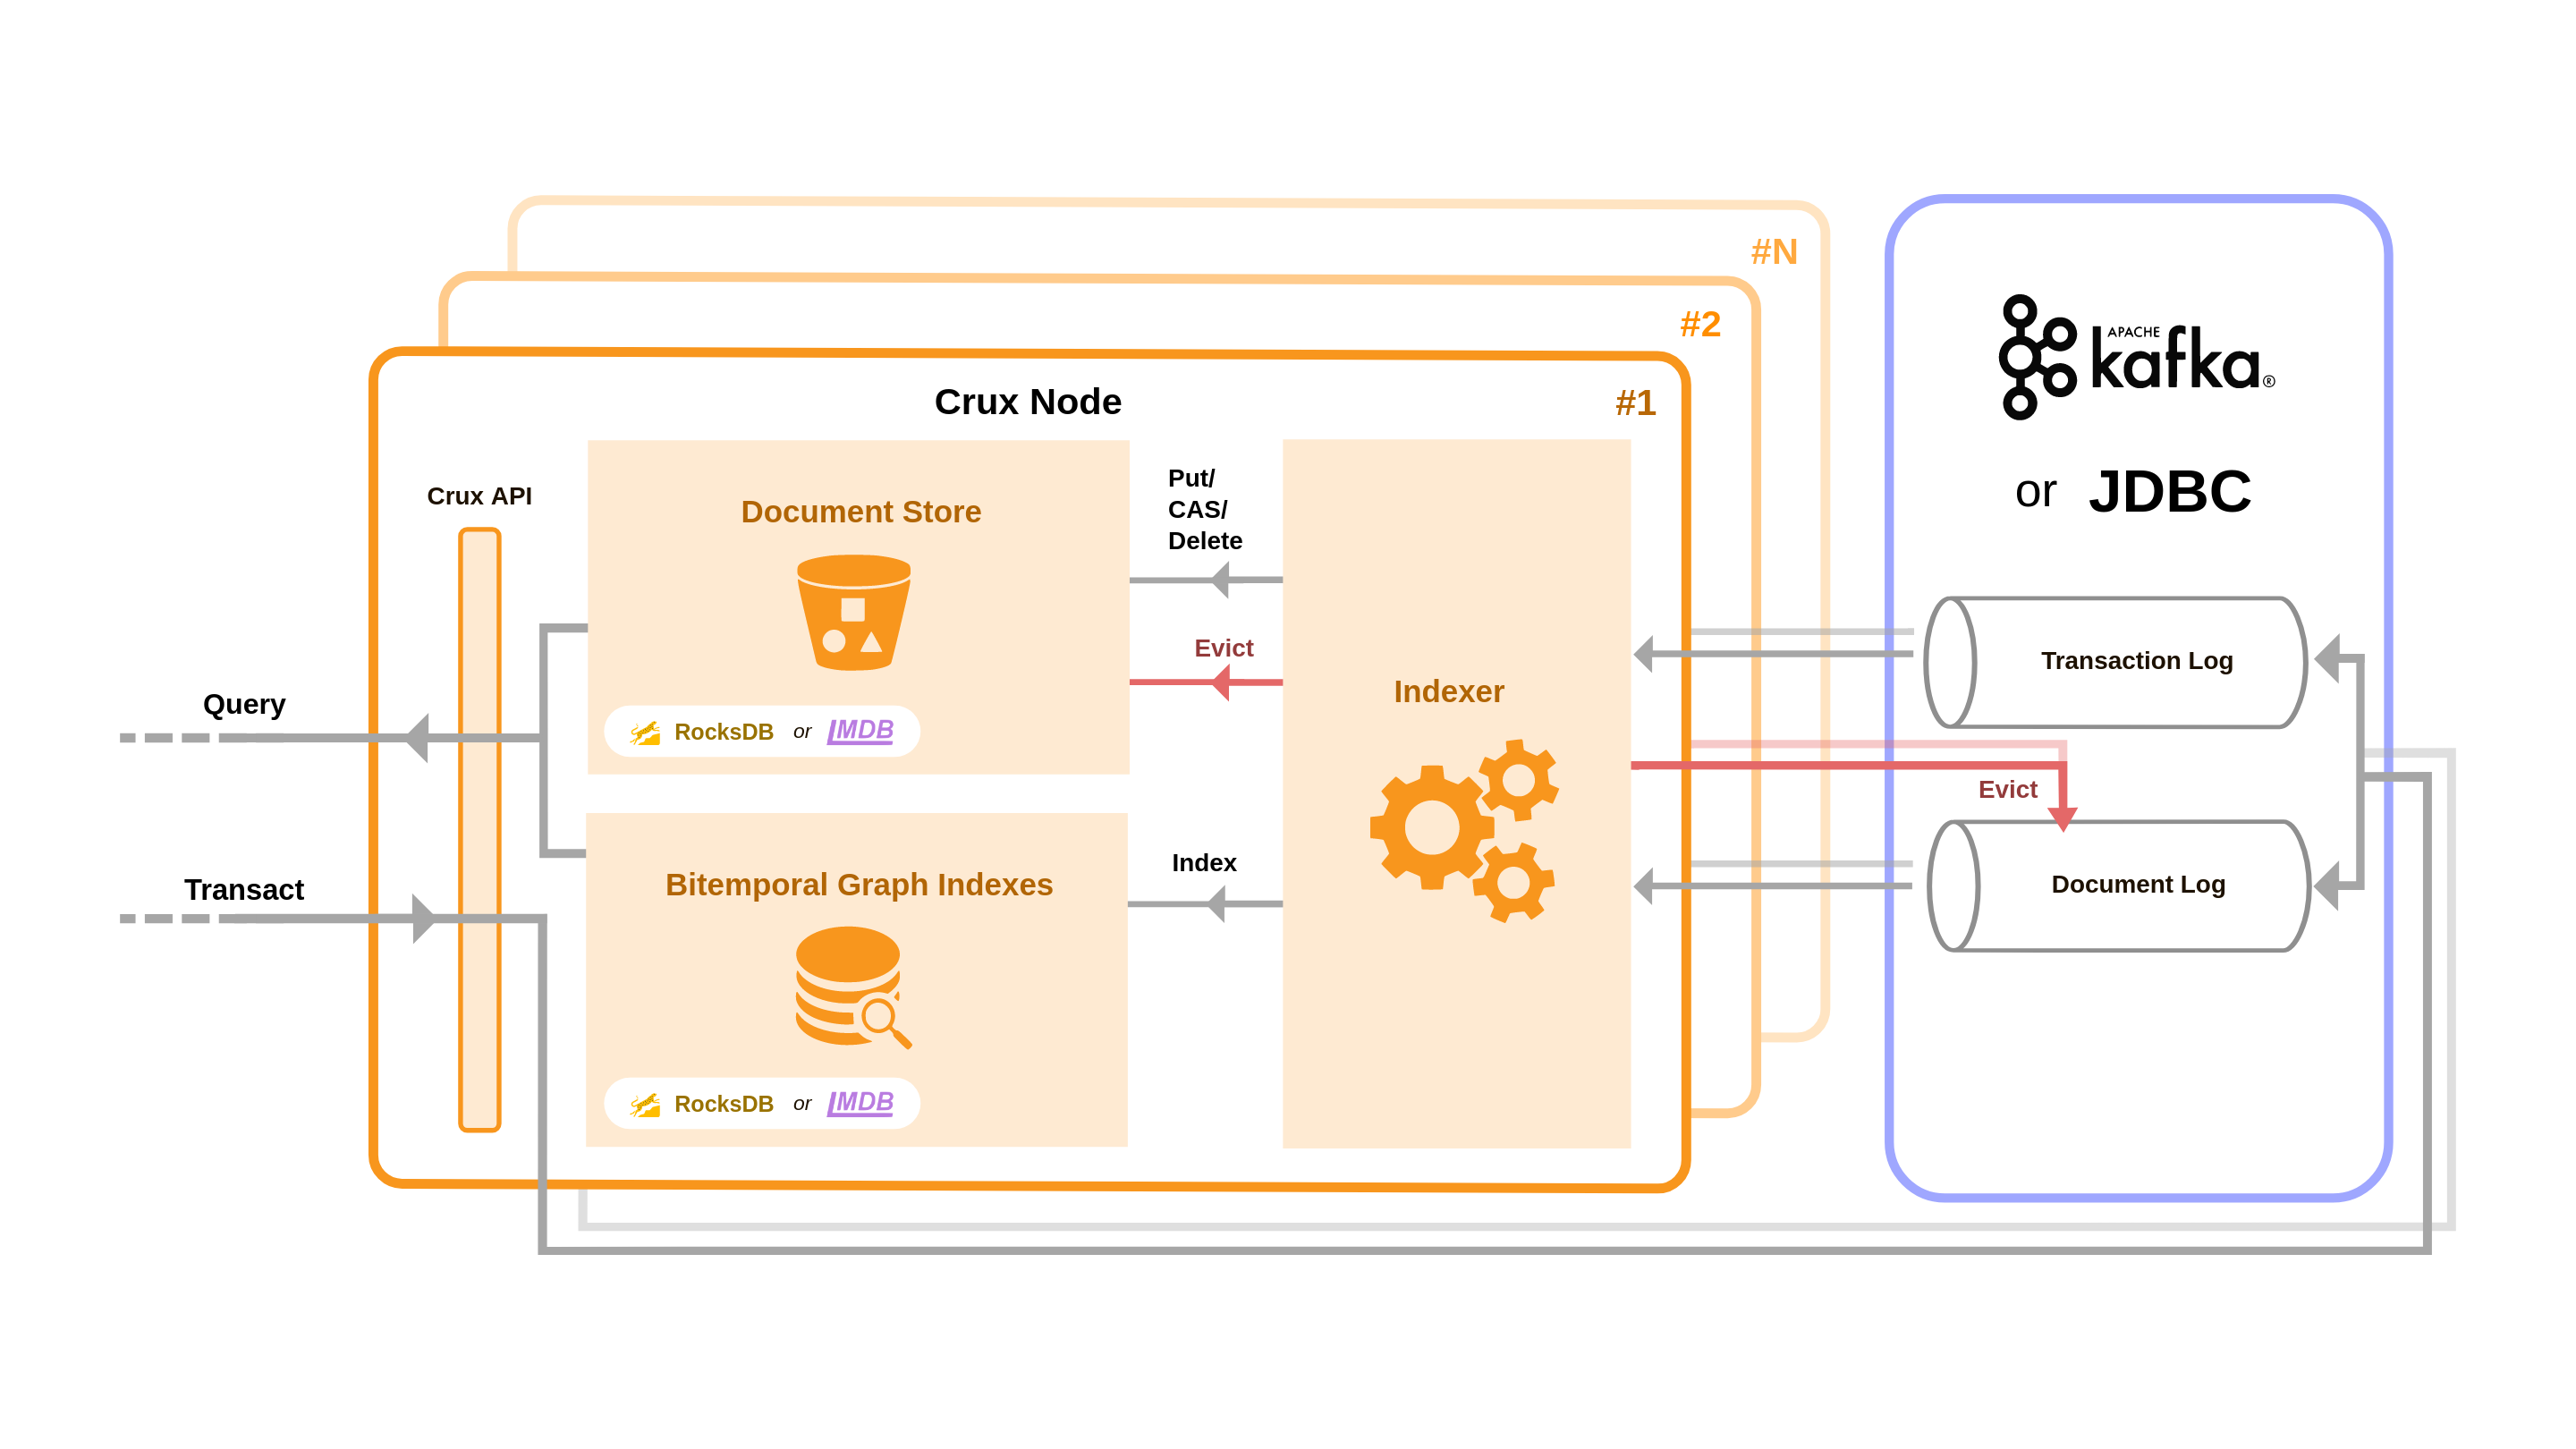 #N
#2
Crux Node
#1
APACHE
kafka®
or JDBC
Crux API
Document Store
Put/
CAS/
Delete
Evict
RocksDB or LMDB
Query
Transact
Bitemporal Graph Indexes
Index
RocksDB or LMDB
Indexer
Transaction Log
Evict
Document Log